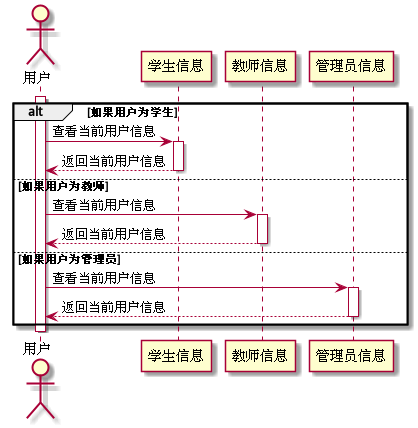 用户
学生信息 教师信息 管理员信息
alt [如果用户为学生]
查看当前用户信息
返回当前用户信息
[如果用户为教师]
查看当前用户信息
返回当前用户信息
[如果用户为管理员]
查看当前用户信息
返回当前用户信息
用户
学生信息 教师信息 管理员信息